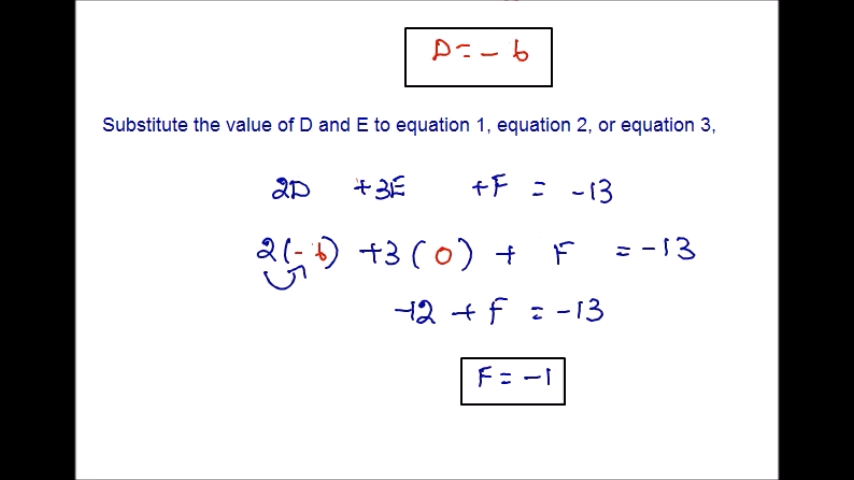 D = - 6
Substitute the value of D and E to equation 1, equation 2, or equation 3,
2D +3E +F = -13
2(-6) +3(0) + F = -13
-12 + F = -13
F = -1